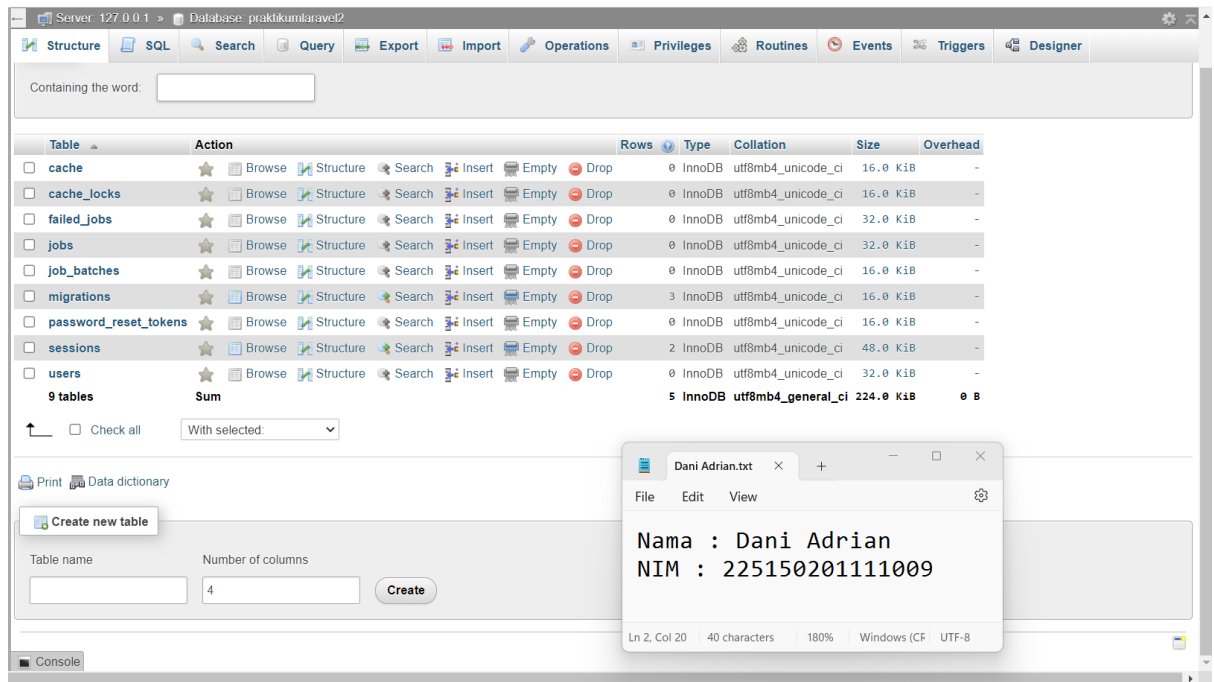 Server: 127.0.0.1 » Database: praktikumlaravel2
Structure SQL Search Query Export Import Operations Privileges Routines Events Triggers Designer
Containing the word:
Table Action Rows Type Collation Size Overhead
cache Browse Structure Search Insert Empty Drop 0 InnoDB utf8mb4_unicode_ci 16.0 KiB -
cache_locks Browse Structure Search Insert Empty Drop 0 InnoDB utf8mb4_unicode_ci 16.0 KiB -
failed_jobs Browse Structure Search Insert Empty Drop 0 InnoDB utf8mb4_unicode_ci 32.0 KiB -
jobs Browse Structure Search Insert Empty Drop 0 InnoDB utf8mb4_unicode_ci 32.0 KiB -
job_batches Browse Structure Search Insert Empty Drop 0 InnoDB utf8mb4_unicode_ci 16.0 KiB -
migrations Browse Structure Search Insert Empty Drop 3 InnoDB utf8mb4_unicode_ci 16.0 KiB -
password_reset_tokens Browse Structure Search Insert Empty Drop 0 InnoDB utf8mb4_unicode_ci 16.0 KiB -
sessions Browse Structure Search Insert Empty Drop 2 InnoDB utf8mb4_unicode_ci 48.0 KiB -
users Browse Structure Search Insert Empty Drop 0 InnoDB utf8mb4_unicode_ci 32.0 KiB -
9 tables Sum 5 InnoDB utf8mb4_general_ci 224.0 KiB 0 B
Check all With selected:
Print Data dictionary
Create new table
Table name Number of columns
4 Create
Console
Dani Adrian.txt
File Edit View
Nama : Dani Adrian
NIM : 225150201111009
Ln 2, Col 20 40 characters 180% Windows (CR UTF-8